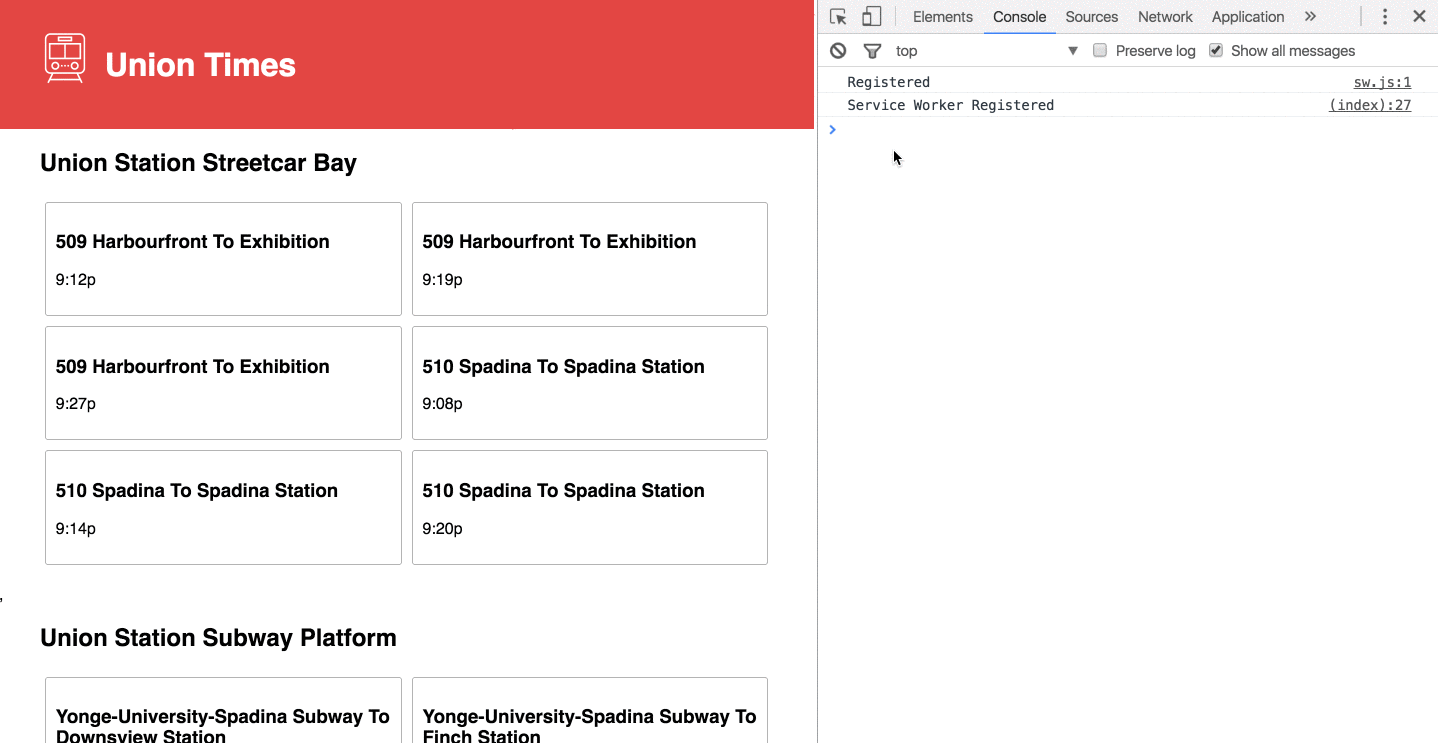 Union Times
Union Station Streetcar Bay
509 Harbourfront To Exhibition
9:12p
509 Harbourfront To Exhibition
9:19p
509 Harbourfront To Exhibition
9:27p
510 Spadina To Spadina Station
9:08p
510 Spadina To Spadina Station
9:14p
510 Spadina To Spadina Station
9:20p
,
Union Station Subway Platform
Yonge-University-Spadina Subway To
Downsview Station
Yonge-University-Spadina Subway To
Finch Station
Elements Console Sources Network Application »
top ▼ Preserve log Show all messages
Registered sw.js:1
Service Worker Registered (index):27
>